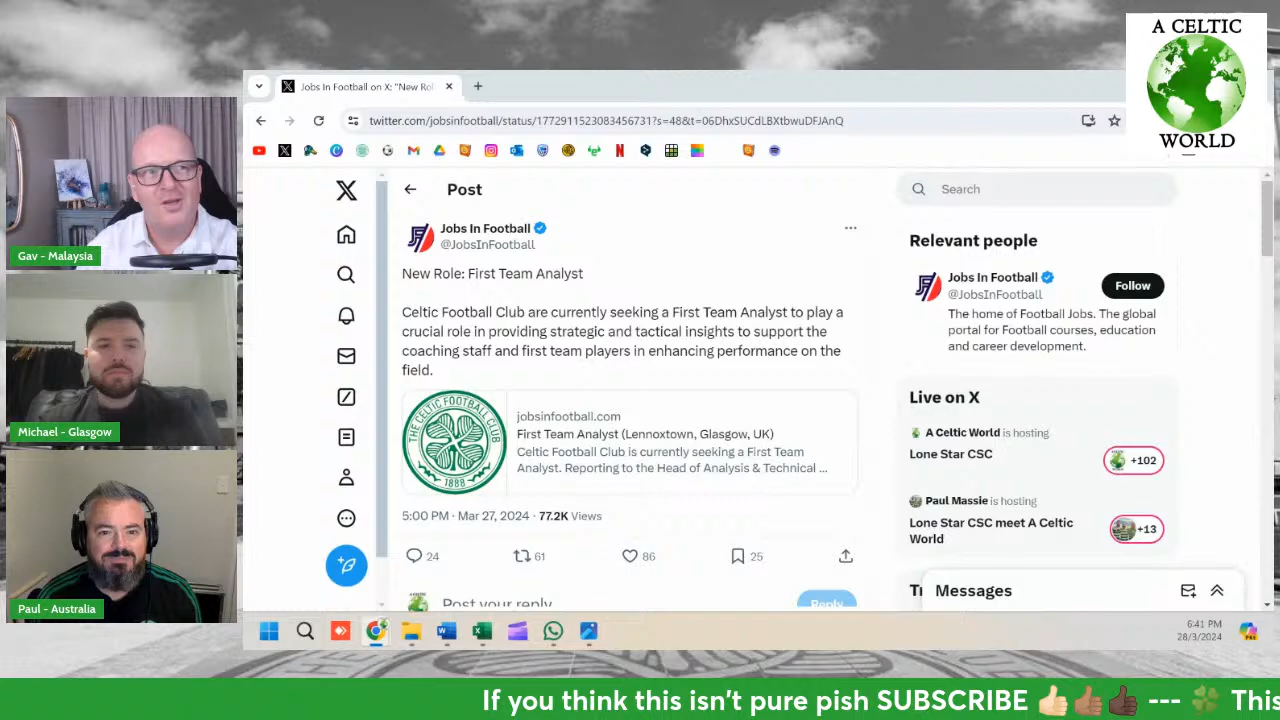 A CELTIC
WORLD
Jobs In Football on X: "New Rol
twitter.com/jobsinfootball/status/1772911523083456731?s=48&t=06DhxSUCdLBXtbwuDFJAnQ
Gav - Malaysia
Michael - Glasgow
Paul - Australia
Post
Jobs In Football
@JobsInFootball
New Role: First Team Analyst
Celtic Football Club are currently seeking a First Team Analyst to play a
crucial role in providing strategic and tactical insights to support the
coaching staff and first team players in enhancing performance on the
field.
THE CELTIC FOOTBALL CLUB
1888
jobsinfootball.com
First Team Analyst (Lennoxtown, Glasgow, UK)
Celtic Football Club is currently seeking a First Team
Analyst. Reporting to the Head of Analysis & Technical ...
5:00 PM · Mar 27, 2024 · 77.2K Views
24
61
86
25
Post your reply
Reply
Search
Relevant people
Jobs In Football
@JobsInFootball
Follow
The home of Football Jobs. The global
portal for Football courses, education
and career development.
Live on X
A Celtic World is hosting
Lone Star CSC
+102
Paul Massie is hosting
Lone Star CSC meet A Celtic
World
+13
Messages
6:41 PM
28/3/2024
If you think this isn't pure pish SUBSCRIBE 👍🏻👍🏽👍🏿 --- 🍀 This